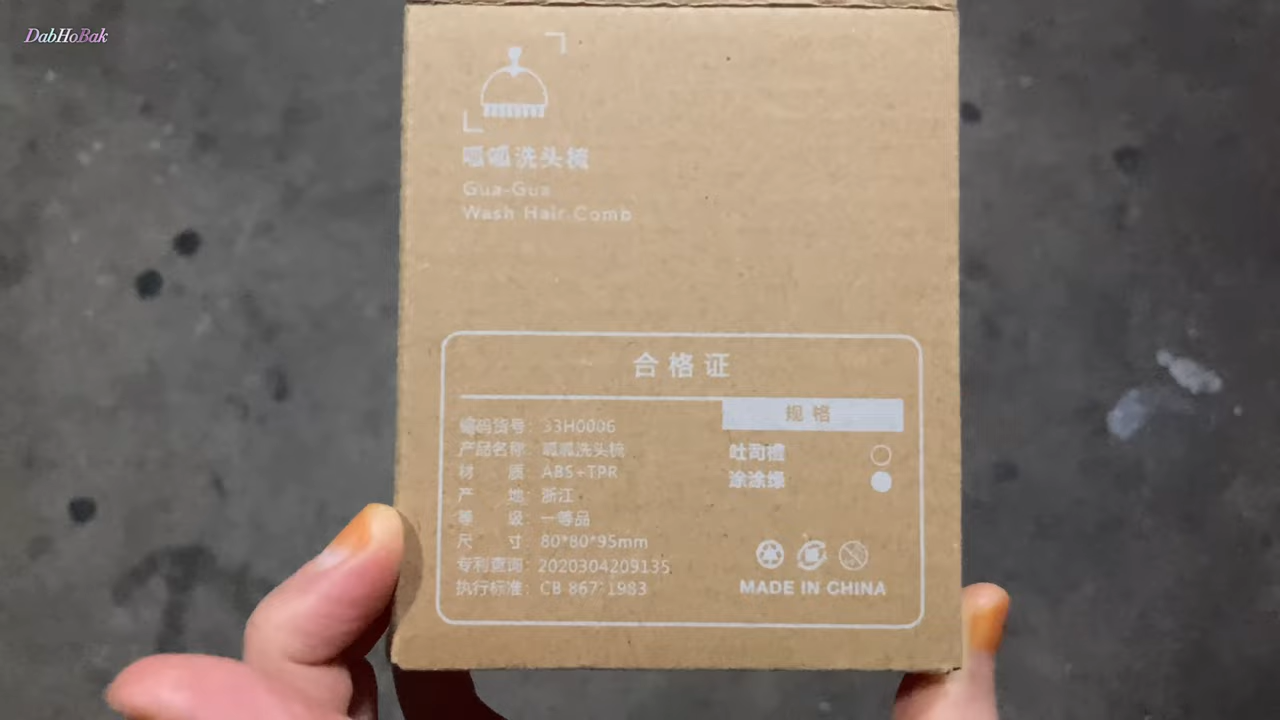 DabHoBak
呱呱洗头梳
Gua-Gua
Wash Hair Comb
合格证
规格
编码货号：33H0006
产品名称：呱呱洗头梳
材质：ABS+TPR
产地：浙江
等级：一等品
尺寸：80*80*95mm
专利查询：2020304209135
执行标准：CB 867-1983
吐司橙
涂涂绿
MADE IN CHINA